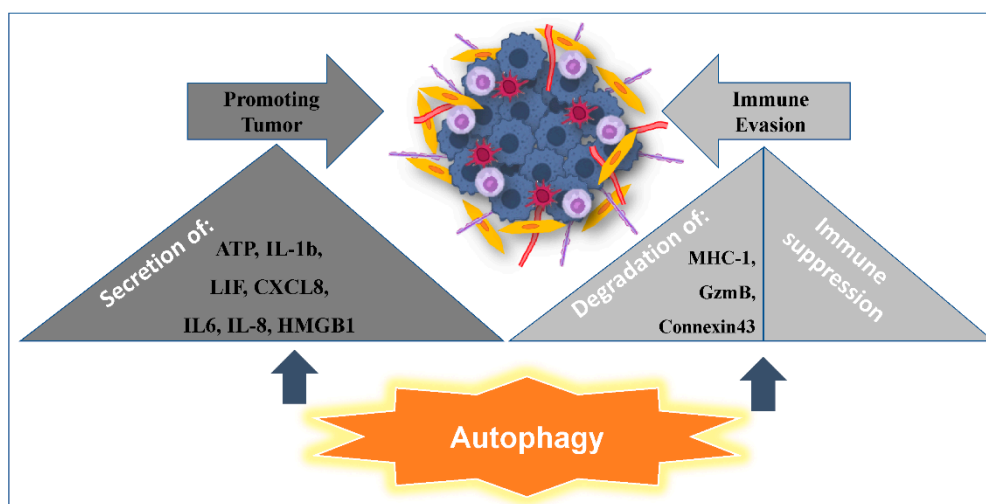 Promoting
Tumor
Immune
Evasion
Secretion of:
ATP, IL-1b,
LIF, CXCL8,
IL6, IL-8, HMGB1
Degradation of:
MHC-1,
GzmB,
Connexin43
Immune
suppression
Autophagy